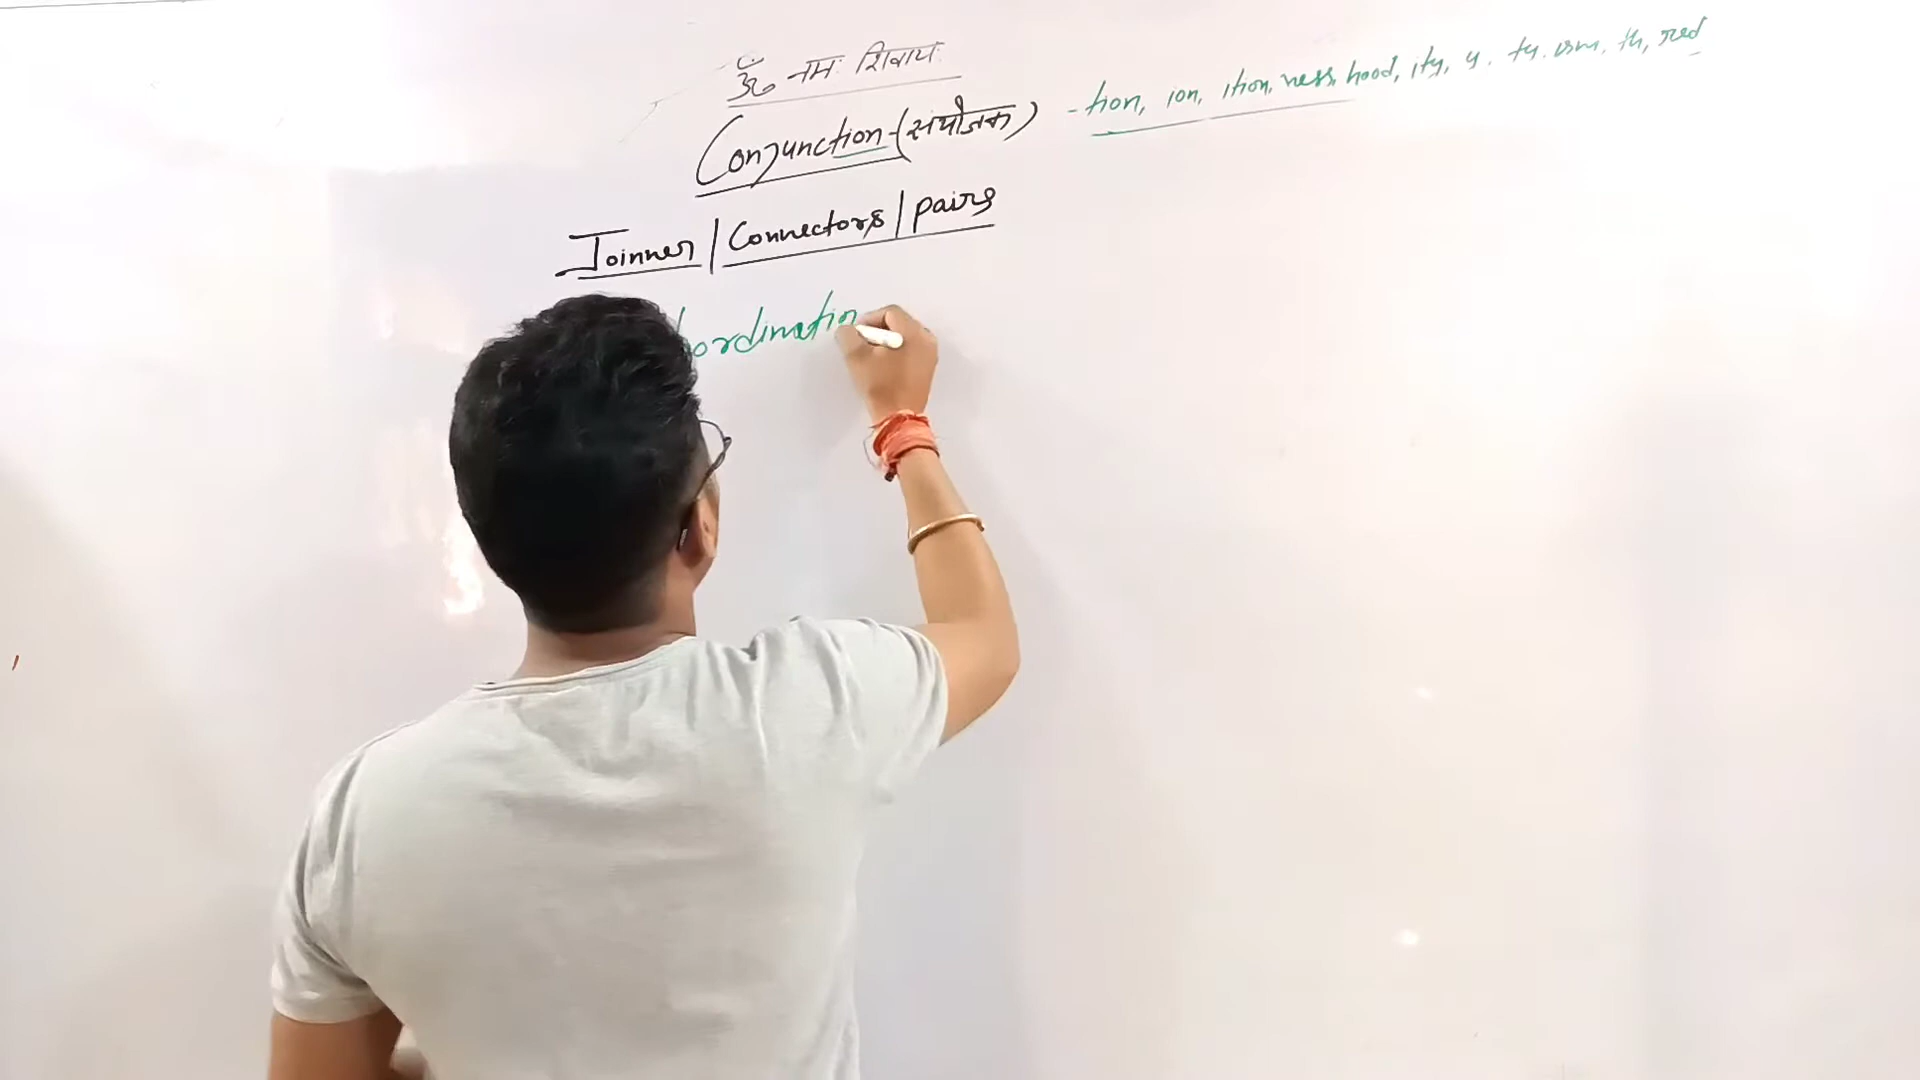 ॐ नमः शिवायः
Conjunction-(संयोजक) - tion, ion, ition, ness, hood, ity, y, ty, ism, th, red
Joinner | Connectors | pairs
ordination